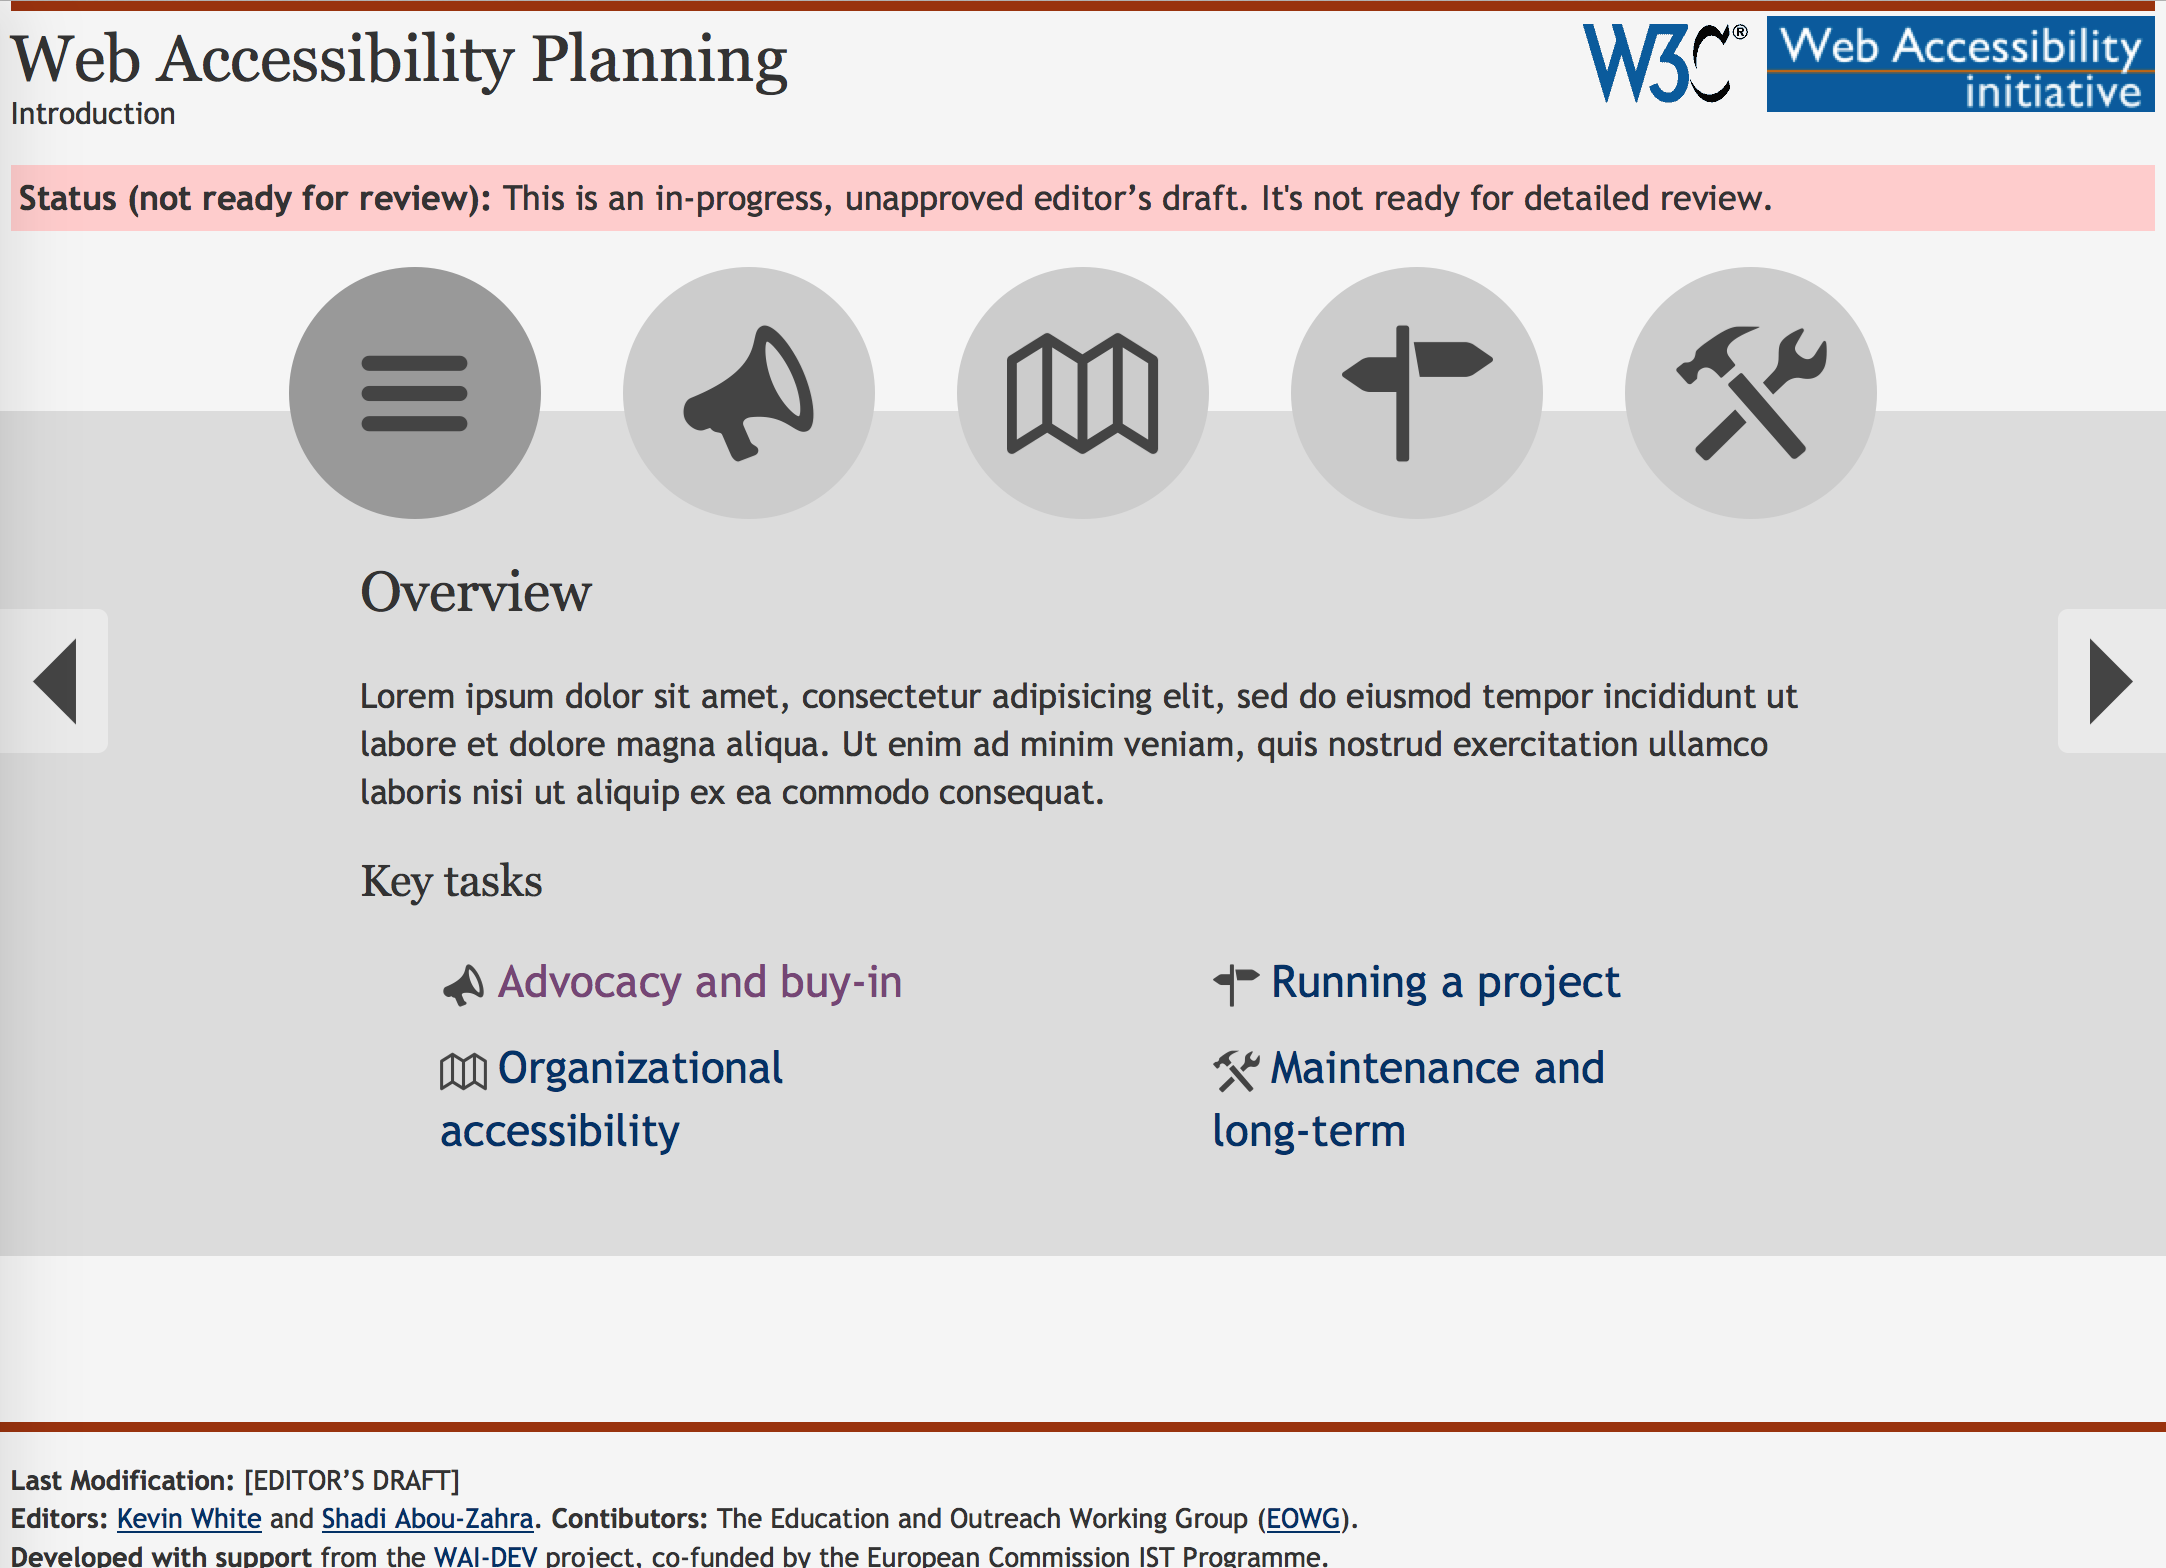 Web Accessibility Planning
Introduction
W3C®
Web Accessibility
initiative
Status (not ready for review): This is an in-progress, unapproved editor’s draft. It's not ready for detailed review.
Overview
Lorem ipsum dolor sit amet, consectetur adipisicing elit, sed do eiusmod tempor incididunt ut
labore et dolore magna aliqua. Ut enim ad minim veniam, quis nostrud exercitation ullamco
laboris nisi ut aliquip ex ea commodo consequat.
Key tasks
Advocacy and buy-in
Organizational
accessibility
Running a project
Maintenance and
long-term
Last Modification: [EDITOR’S DRAFT]
Editors: Kevin White and Shadi Abou-Zahra. Contibutors: The Education and Outreach Working Group (EOWG).
Developed with support from the WAI-DEV project, co-funded by the European Commission IST Programme.